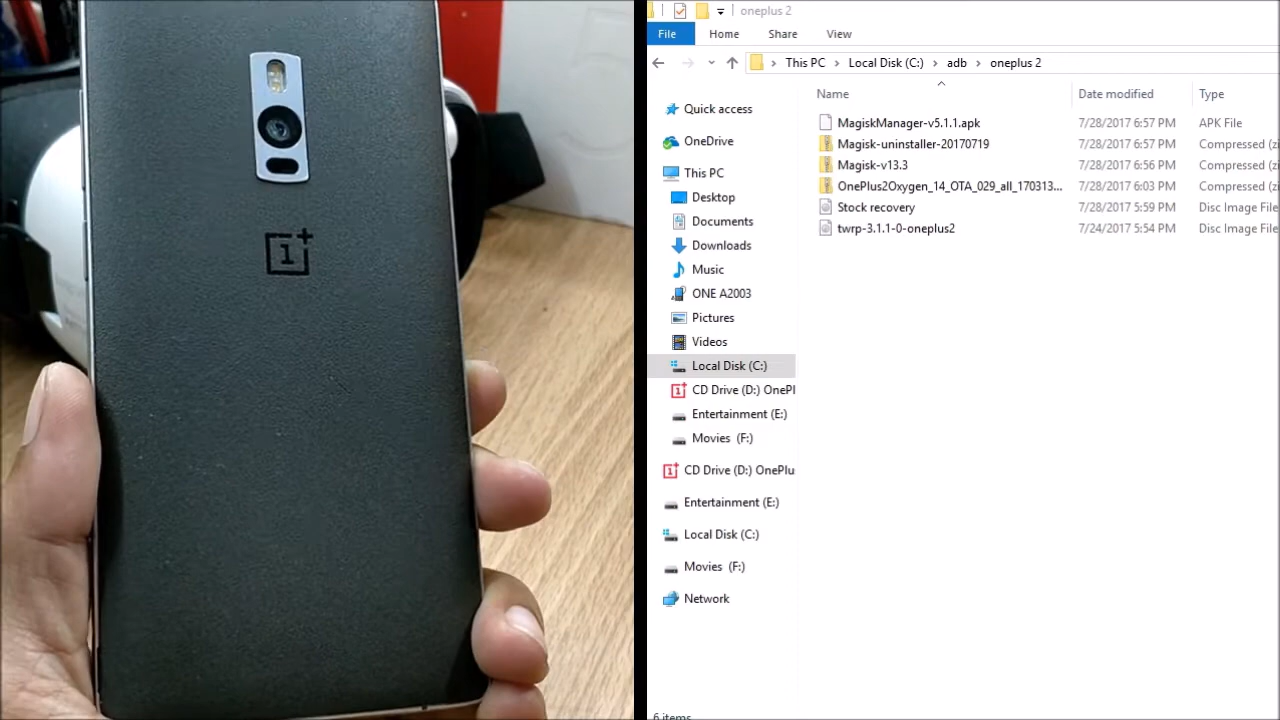 oneplus 2
File Home Share View
This PC Local Disk (C:) adb oneplus 2
Name Date modified Type
Quick access
OneDrive
This PC
Desktop
Documents
Downloads
Music
ONE A2003
Pictures
Videos
Local Disk (C:)
CD Drive (D:) OnePl
Entertainment (E:)
Movies (F:)
CD Drive (D:) OnePlu
Entertainment (E:)
Local Disk (C:)
Movies (F:)
Network
MagiskManager-v5.1.1.apk 7/28/2017 6:57 PM APK File
Magisk-uninstaller-20170719 7/28/2017 6:57 PM Compressed (z
Magisk-v13.3 7/28/2017 6:56 PM Compressed (z
OnePlus2Oxygen_14_OTA_029_all_170313... 7/28/2017 6:03 PM Compressed (z
Stock recovery 7/28/2017 5:59 PM Disc Image File
twrp-3.1.1-0-oneplus2 7/24/2017 5:54 PM Disc Image File
6 items
1+